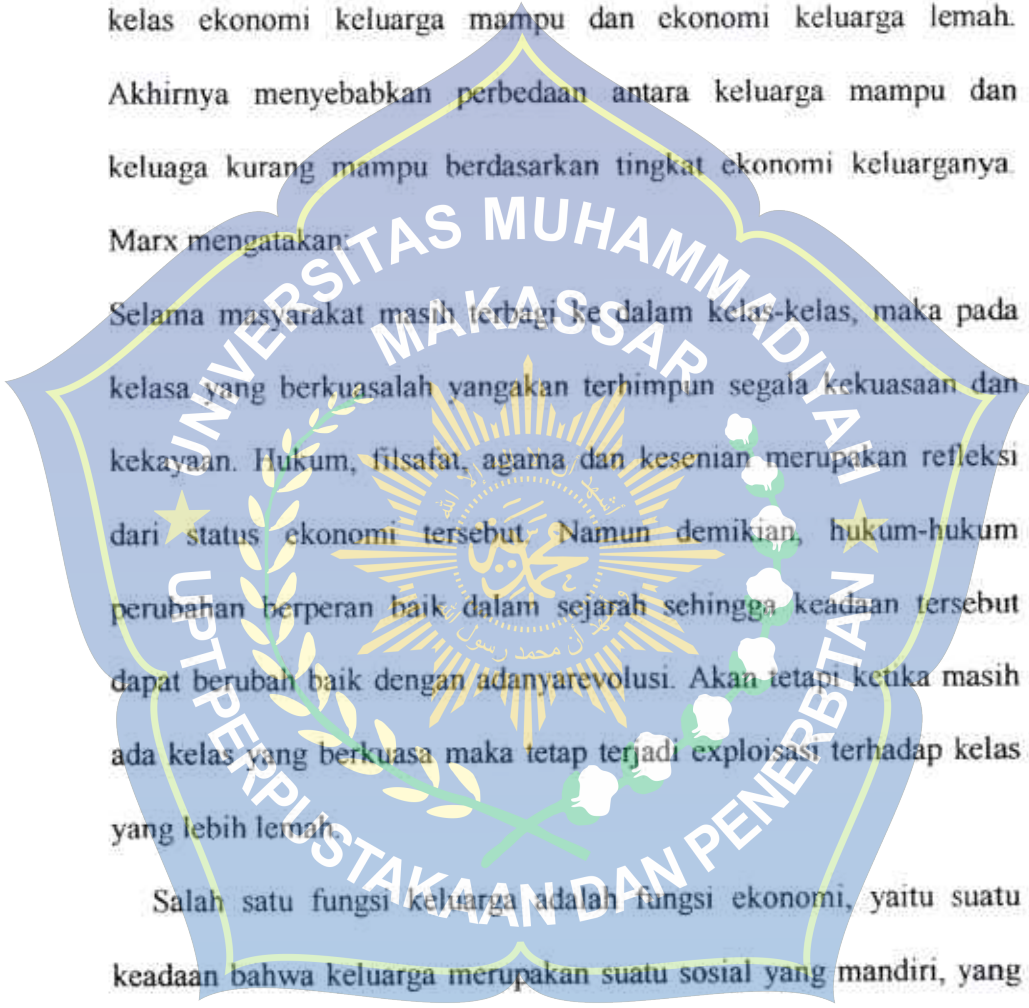 kelas ekonomi keluarga mampu dan ekonomi keluarga lemah.
Akhirnya menyebabkan perbedaan antara keluarga mampu dan
keluaga kurang mampu berdasarkan tingkat ekonomi keluarganya.
Marx mengatakan:
Selama masyarakat masih terbagi ke dalam kelas-kelas, maka pada
kelasa yang berkuasalah yangakan terhimpun segala kekuasaan dan
kekayaan. Hukum, filsafat, agama dan kesenian merupakan refleksi
dari status ekonomi tersebut. Namun demikian, hukum-hukum
perubahan berperan baik dalam sejarah sehingga keadaan tersebut
dapat berubah baik dengan adanyarevolusi. Akan tetapi ketika masih
ada kelas yang berkuasa maka tetap terjadi exploisasi terhadap kelas
yang lebih lemah.
Salah satu fungsi keluarga adalah fungsi ekonomi, yaitu suatu
keadaan bahwa keluarga merupakan suatu sosial yang mandiri, yang
UNIVERSITAS MUHAMMADIYAH
MAKASSAR
UPT PERPUSTAKAAN DAN PENERBITAN